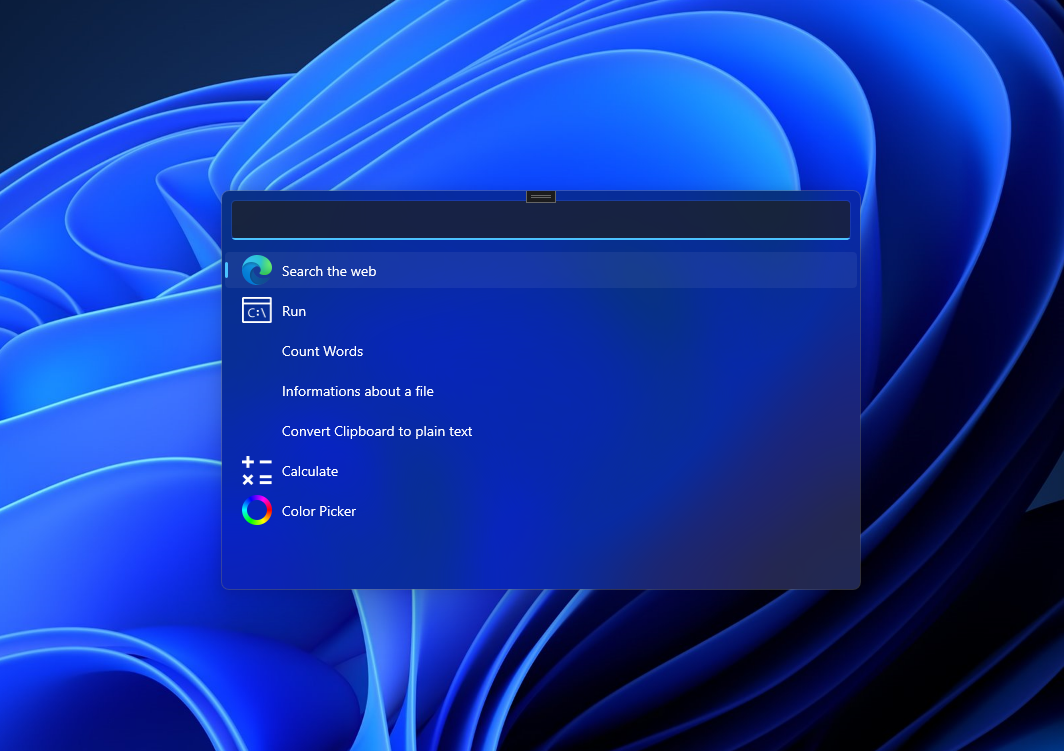 Search the web
C:\
Run
Count Words
Informations about a file
Convert Clipboard to plain text
Calculate
Color Picker